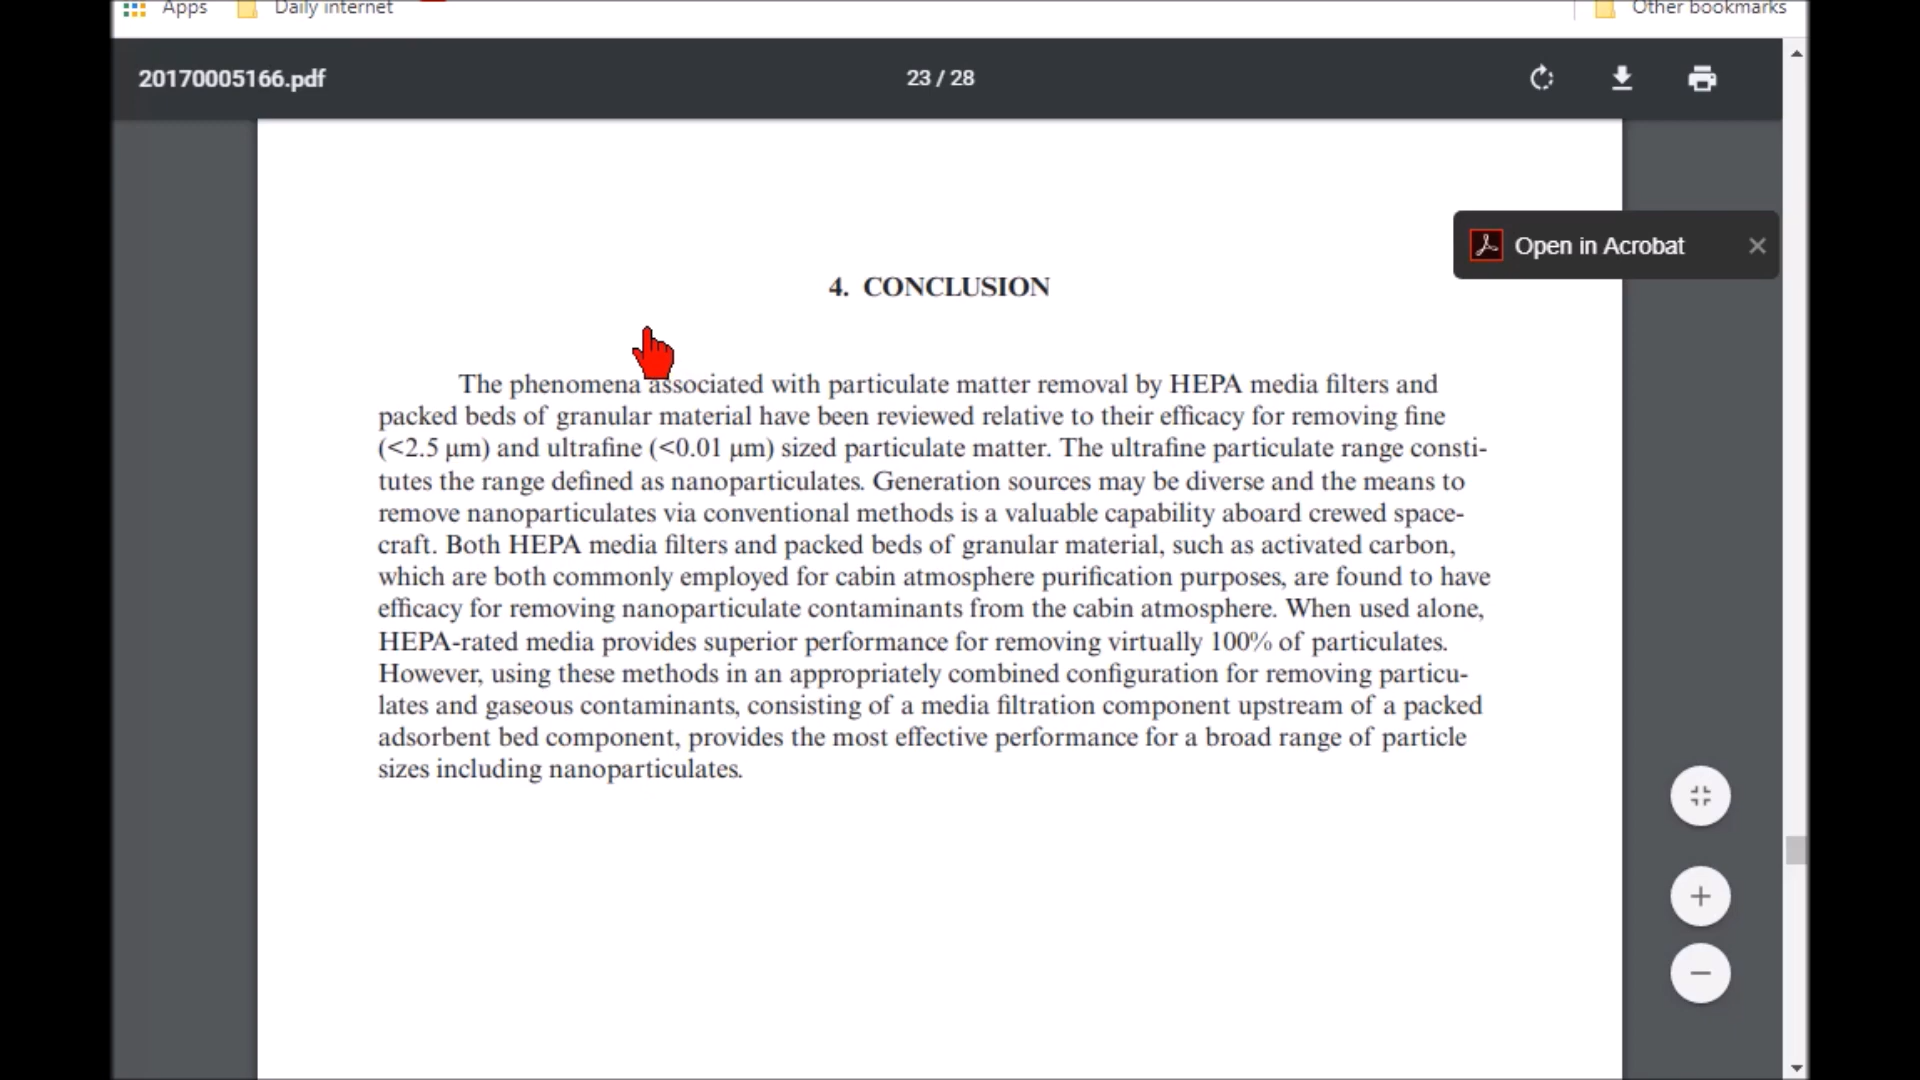 Apps Daily internet Other bookmarks
20170005166.pdf 23 / 28
Open in Acrobat
4. CONCLUSION
The phenomena associated with particulate matter removal by HEPA media filters and
packed beds of granular material have been reviewed relative to their efficacy for removing fine
(<2.5 μm) and ultrafine (<0.01 μm) sized particulate matter. The ultrafine particulate range consti-
tutes the range defined as nanoparticulates. Generation sources may be diverse and the means to
remove nanoparticulates via conventional methods is a valuable capability aboard crewed space-
craft. Both HEPA media filters and packed beds of granular material, such as activated carbon,
which are both commonly employed for cabin atmosphere purification purposes, are found to have
efficacy for removing nanoparticulate contaminants from the cabin atmosphere. When used alone,
HEPA-rated media provides superior performance for removing virtually 100% of particulates.
However, using these methods in an appropriately combined configuration for removing particu-
lates and gaseous contaminants, consisting of a media filtration component upstream of a packed
adsorbent bed component, provides the most effective performance for a broad range of particle
sizes including nanoparticulates.